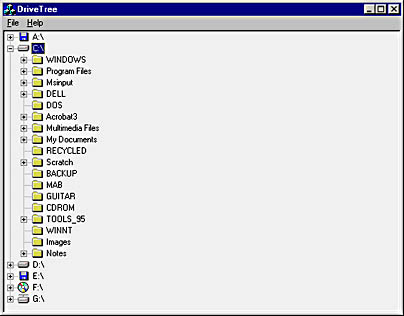 DriveTree
File Help
A:\
C:\
WINDOWS
Program Files
Msinput
DELL
DOS
Acrobat3
Multimedia Files
My Documents
RECYCLED
Scratch
BACKUP
MAB
GUITAR
CDROM
TOOLS_95
WINNT
Images
Notes
D:\
E:\
F:\
G:\